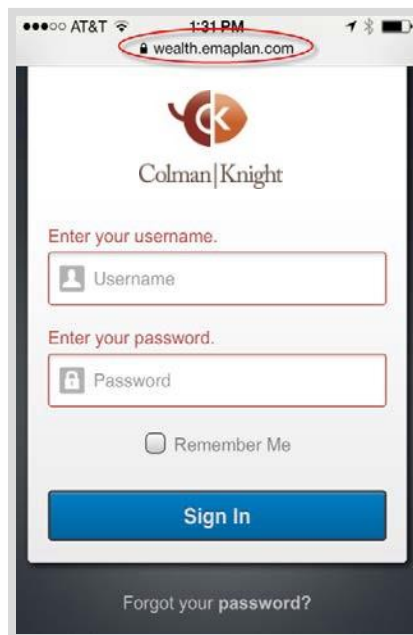 AT&T 1:31 PM
wealth.emaplan.com
CK
Colman|Knight
Enter your username.
Username
Enter your password.
Password
Remember Me
Sign In
Forgot your password?